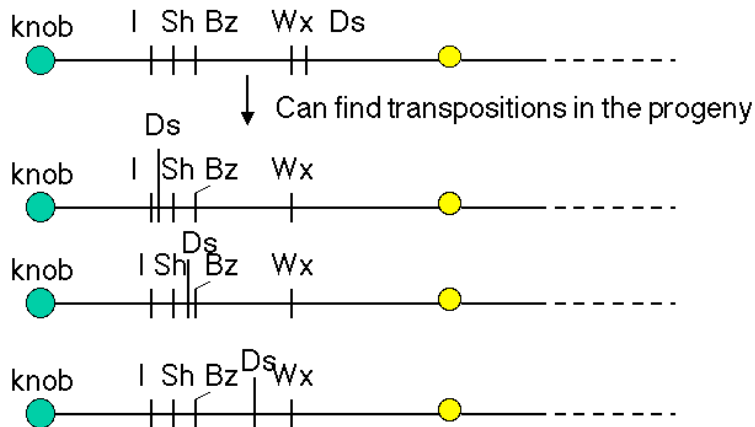 knob I Sh Bz Wx Ds
Can find transpositions in the progeny
Ds
knob I Sh Bz Wx
Ds
knob I Sh Bz Wx
knob I Sh Bz Ds Wx